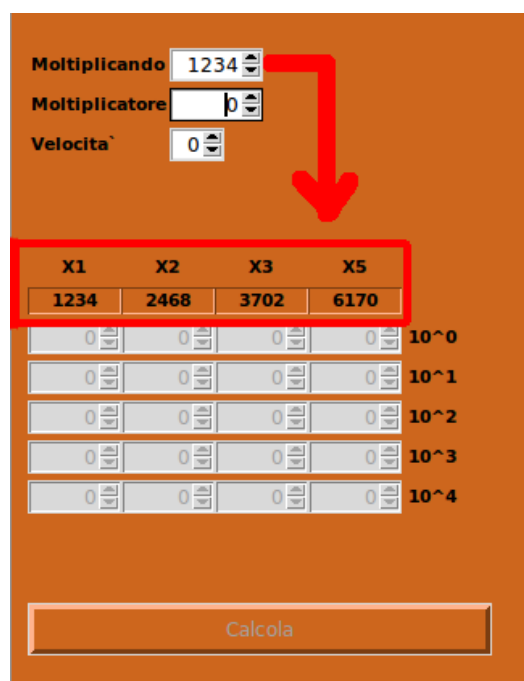 Moltiplicando 1234
Moltiplicatore 0
Velocita` 0
X1 X2 X3 X5
1234 2468 3702 6170
0 0 0 0 10^0
0 0 0 0 10^1
0 0 0 0 10^2
0 0 0 0 10^3
0 0 0 0 10^4
Calcola